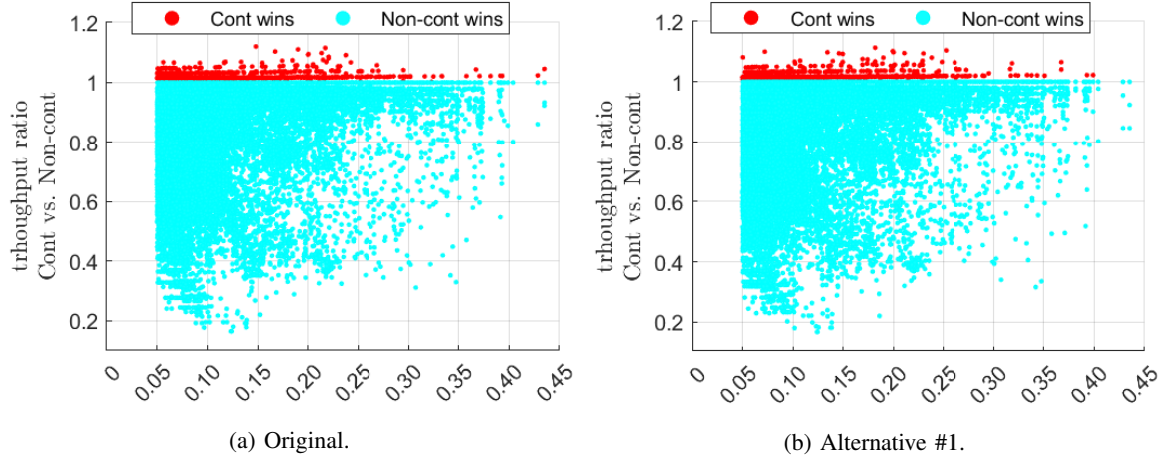 Cont wins Non-cont wins
1.2
1
0.8
0.6
0.4
0.2
trhoughput ratio
Cont vs. Non-cont
0 0.05 0.10 0.15 0.20 0.25 0.30 0.35 0.40 0.45
(a) Original.
Cont wins Non-cont wins
1.2
1
0.8
0.6
0.4
0.2
trhoughput ratio
Cont vs. Non-cont
0 0.05 0.10 0.15 0.20 0.25 0.30 0.35 0.40 0.45
(b) Alternative #1.